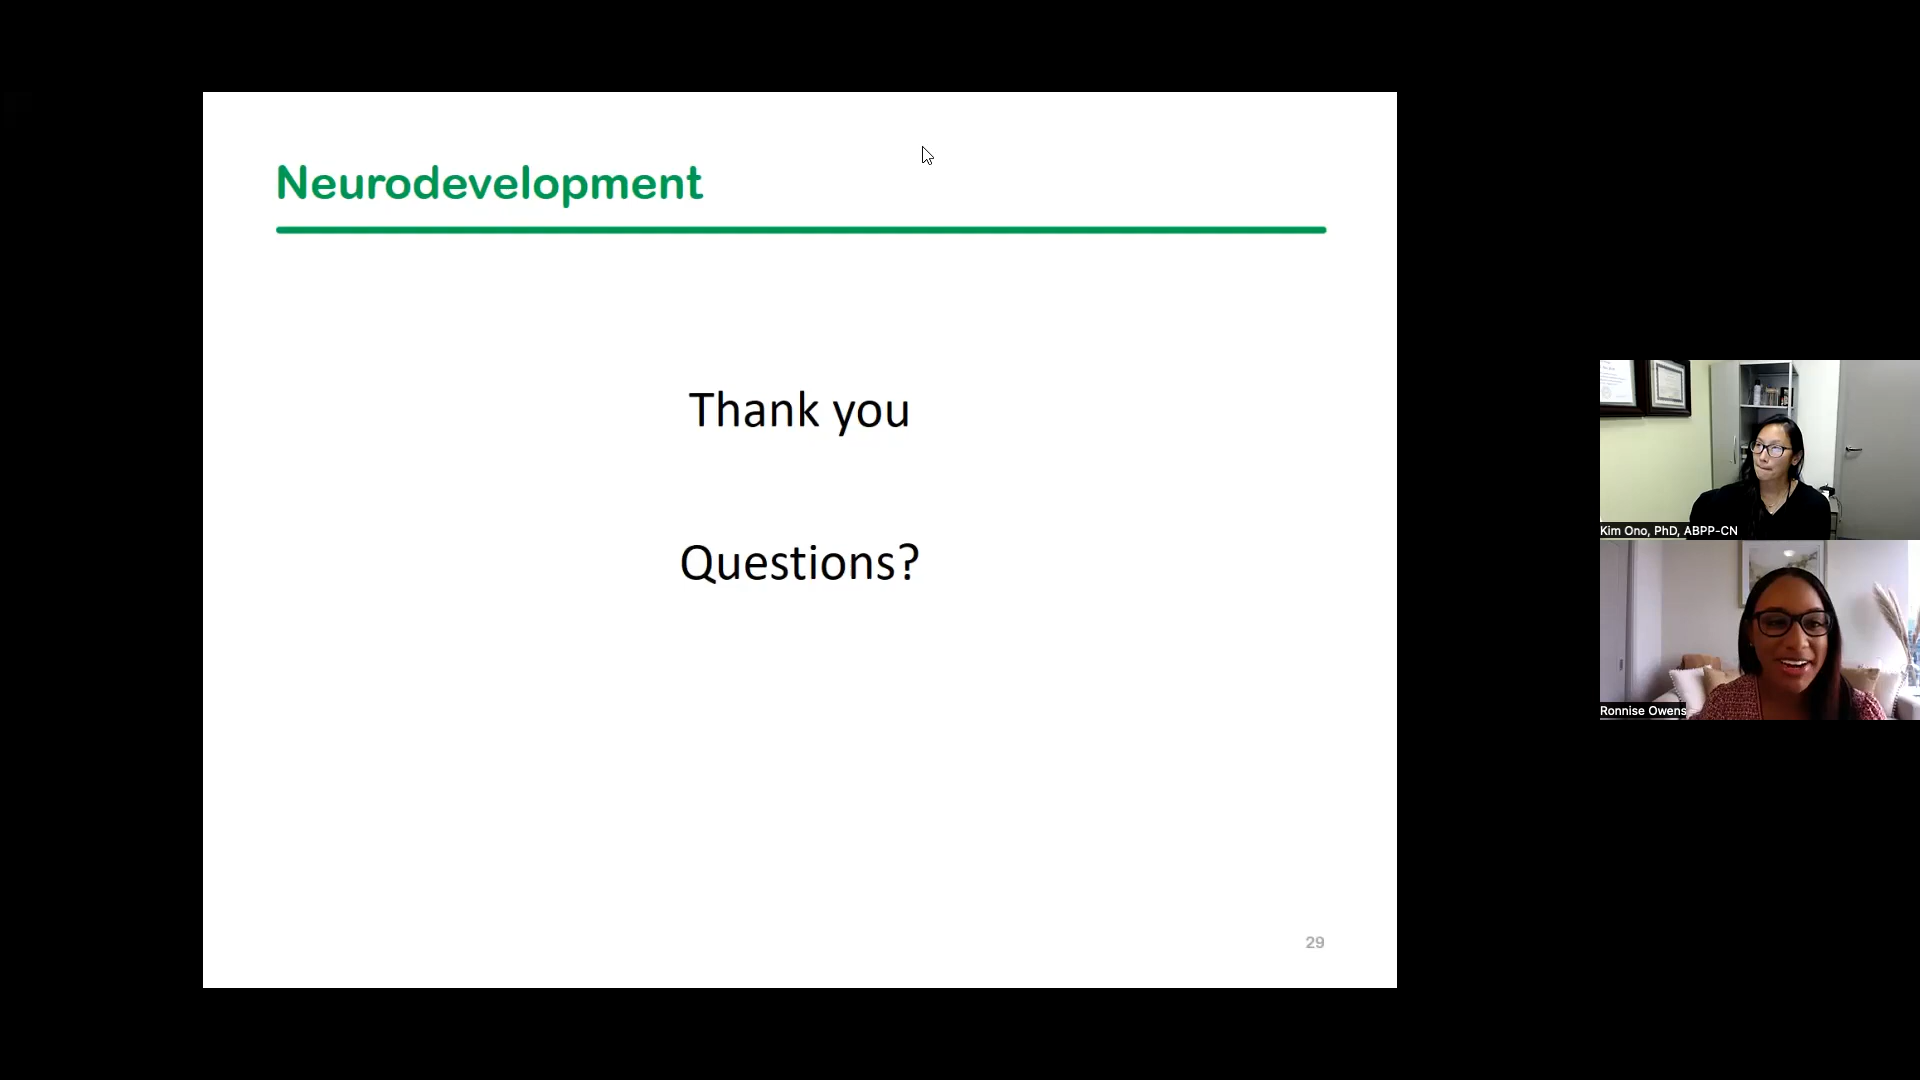 Neurodevelopment
Thank you
Questions?
29
Kim Ono, PhD, ABPP-CN
Ronnise Owens